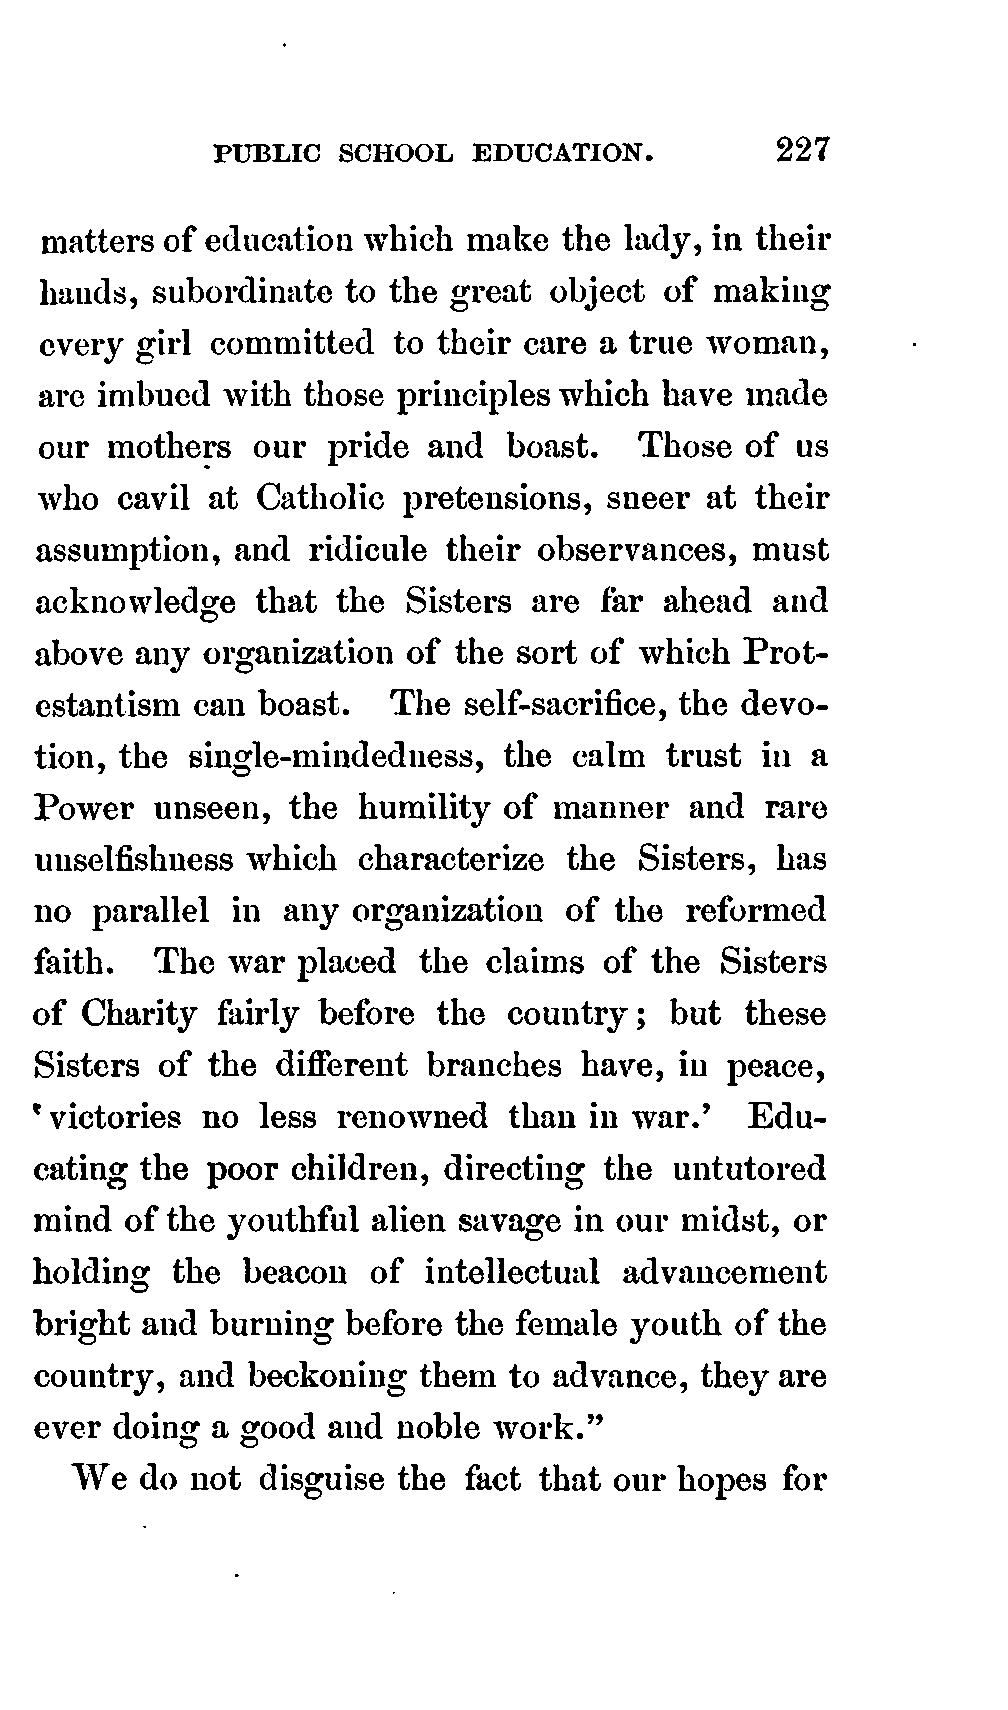 PUBLIC SCHOOL EDUCATION. 227
matters of education which make the lady, in their
hands, subordinate to the great object of making
every girl committed to their care a true woman,
are imbued with those principles which have made
our mothers our pride and boast. Those of us
who cavil at Catholic pretensions, sneer at their
assumption, and ridicule their observances, must
acknowledge that the Sisters are far ahead and
above any organization of the sort of which Prot-
estantism can boast. The self-sacrifice, the devo-
tion, the single-mindedness, the calm trust in a
Power unseen, the humility of manner and rare
unselfishness which characterize the Sisters, has
no parallel in any organization of the reformed
faith. The war placed the claims of the Sisters
of Charity fairly before the country; but these
Sisters of the different branches have, in peace,
‘victories no less renowned than in war.’ Edu-
cating the poor children, directing the untutored
mind of the youthful alien savage in our midst, or
holding the beacon of intellectual advancement
bright and burning before the female youth of the
country, and beckoning them to advance, they are
ever doing a good and noble work.”
We do not disguise the fact that our hopes for